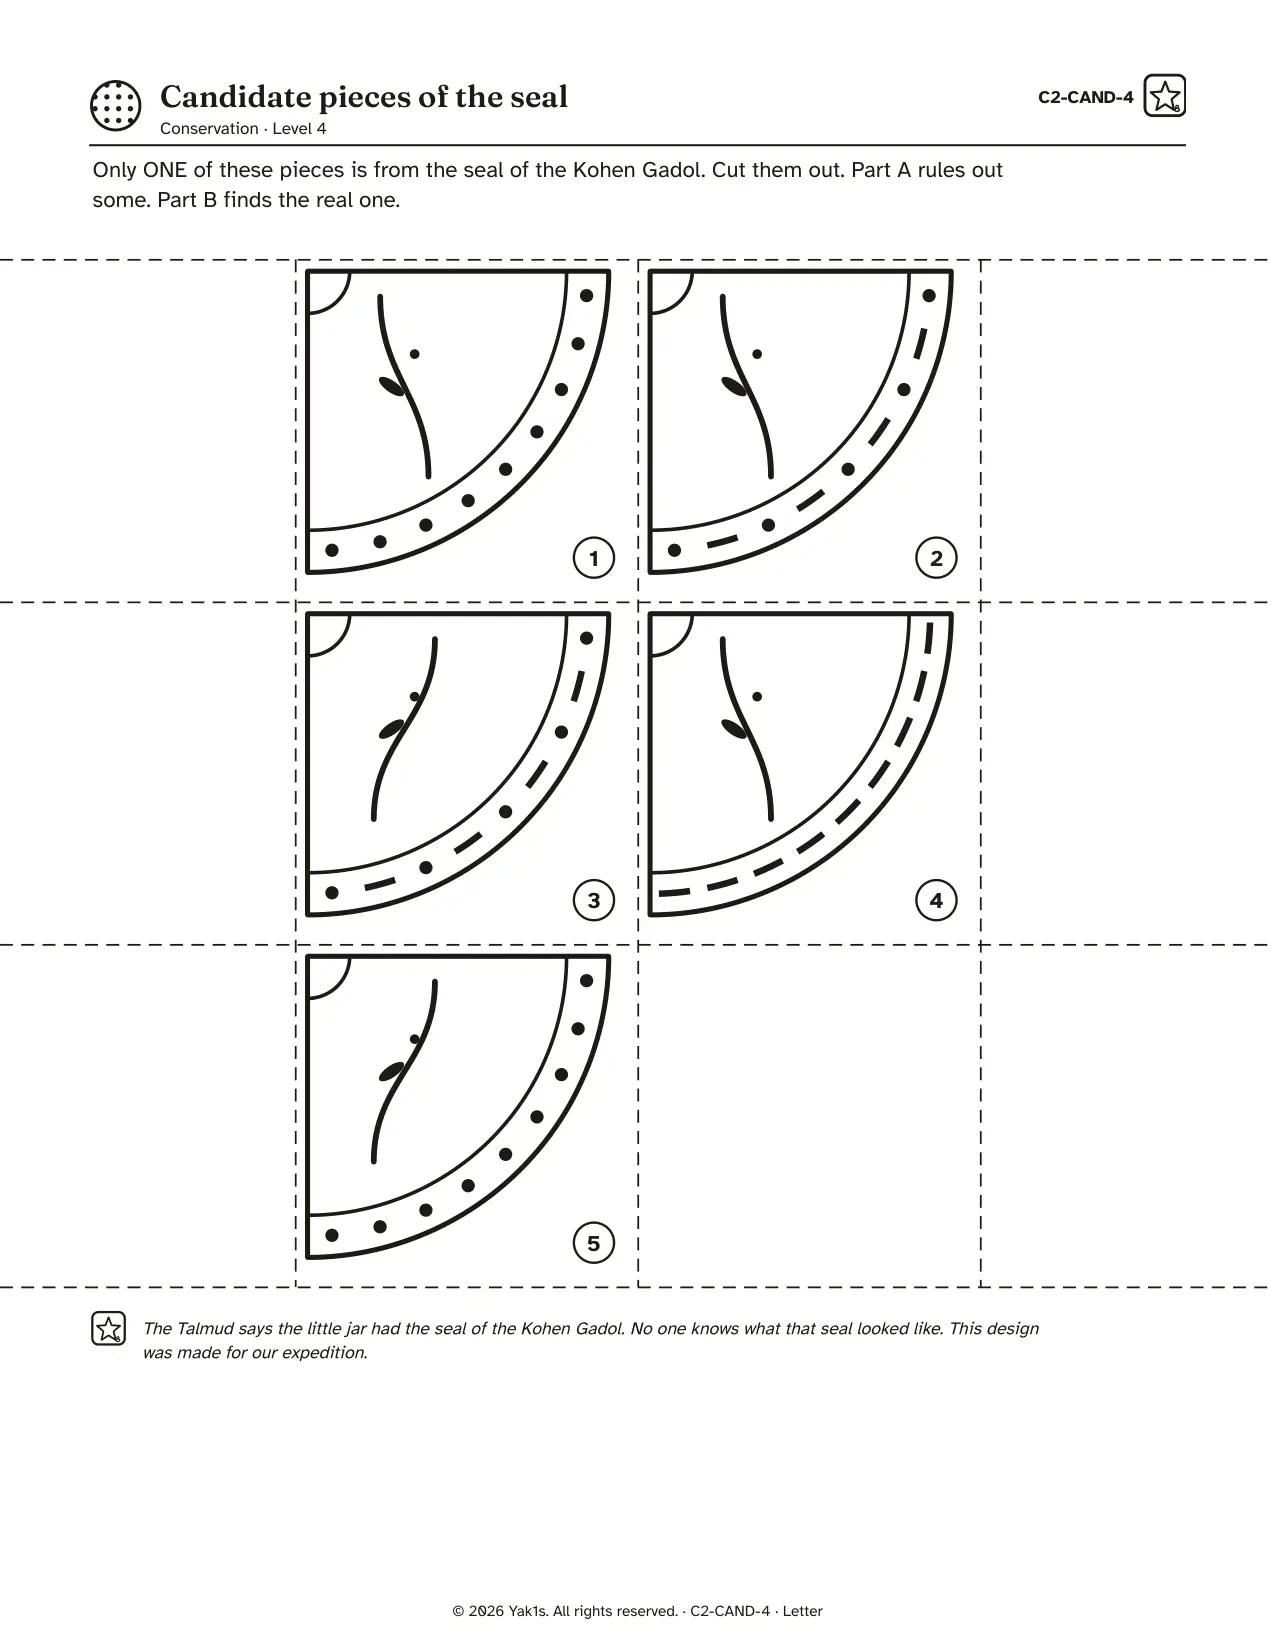 Candidate pieces of the seal
Conservation · Level 4
C2-CAND-4
Only ONE of these pieces is from the seal of the Kohen Gadol. Cut them out. Part A rules out
some. Part B finds the real one.
1
2
3
4
5
The Talmud says the little jar had the seal of the Kohen Gadol. No one knows what that seal looked like. This design
was made for our expedition.
© 2026 Yak1s. All rights reserved. · C2-CAND-4 · Letter